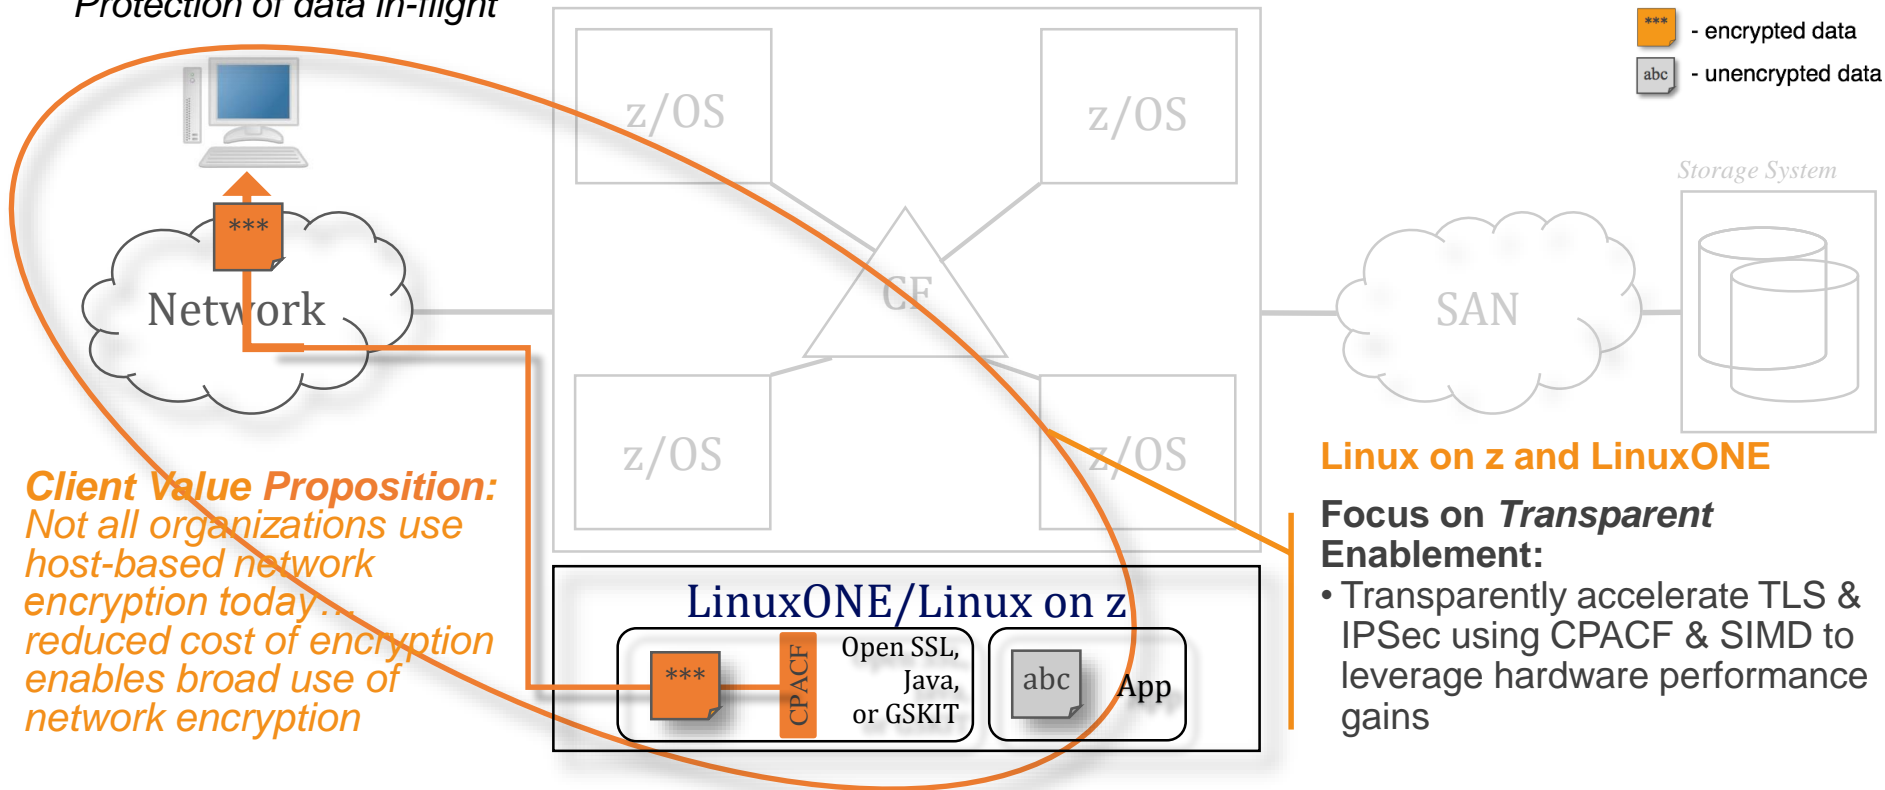 Protection of data in-flight
*** - encrypted data
abc - unencrypted data
z/OS
z/OS
Storage System
***
Network
CF
SAN
z/OS
z/OS
Client Value Proposition:
Not all organizations use
host-based network
encryption today…
reduced cost of encryption
enables broad use of
network encryption
LinuxONE/Linux on z
***
CPACF
Open SSL,
Java,
or GSKIT
abc
App
Linux on z and LinuxONE
Focus on Transparent
Enablement:
• Transparently accelerate TLS &
IPSec using CPACF & SIMD to
leverage hardware performance
gains